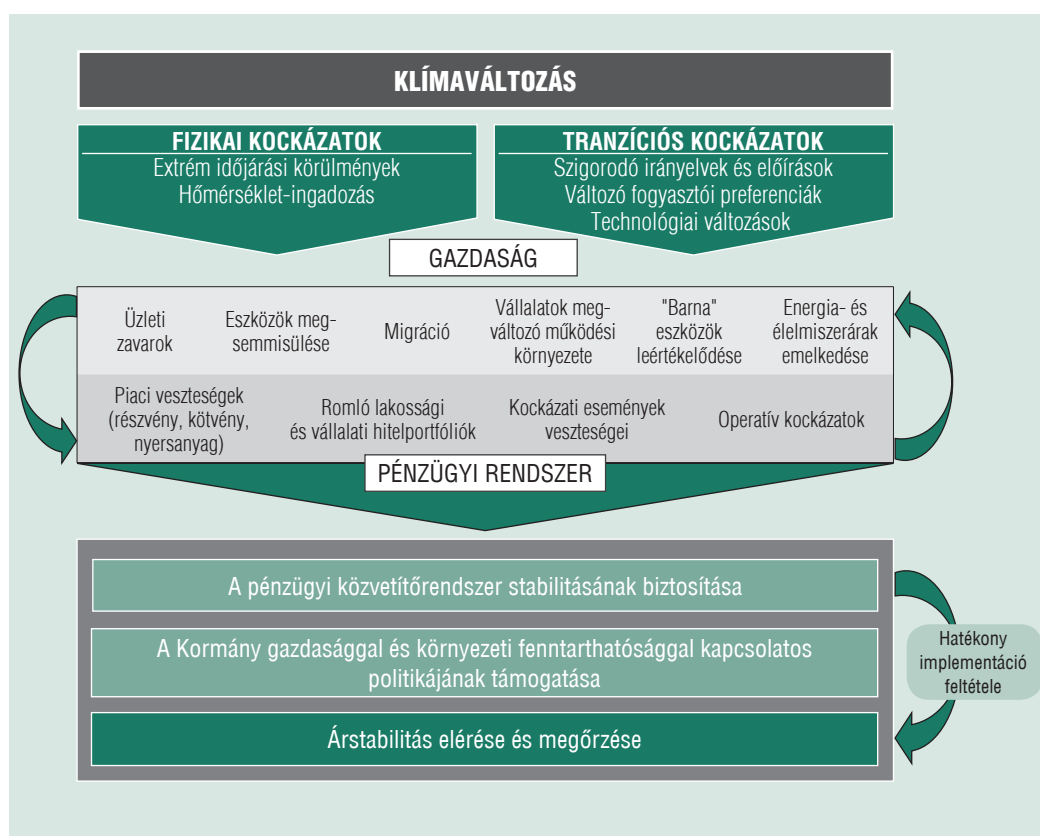 KLÍMAVÁLTOZÁS
FIZIKAI KOCKÁZATOK
Extrém időjárási körülmények
Hőmérséklet-ingadozás
TRANZÍCIÓS KOCKÁZATOK
Szigorodó irányelvek és előírások
Változó fogyasztói preferenciák
Technológiai változások
GAZDASÁG
Üzleti
zavarok
Eszközök meg-
semmisülése
Migráció
Vállalatok meg-
változó működési
környezete
"Barna"
eszközök
leértékelődése
Energia- és
élelmiszerárak
emelkedése
Piaci veszteségek
(részvény, kötvény,
nyersanyag)
Romló lakossági
és vállalati hitelportfóliók
Kockázati események
veszteségei
Operatív kockázatok
PÉNZÜGYI RENDSZER
A pénzügyi közvetítőrendszer stabilitásának biztosítása
A Kormány gazdasággal és környezeti fenntarthatósággal kapcsolatos
politikájának támogatása
Árstabilitás elérése és megőrzése
Hatékony
implementáció
feltétele